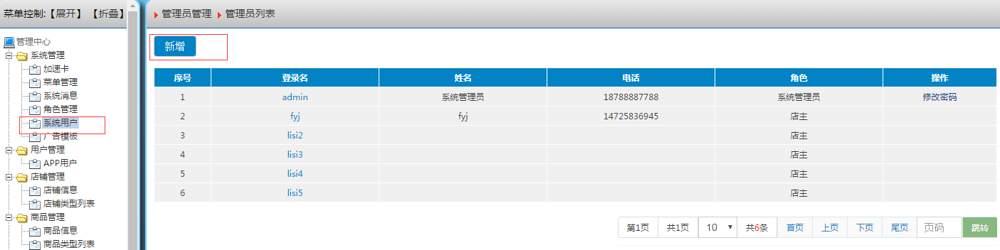 菜单控制:【展开】 【折叠】
管理中心
系统管理
加速卡
菜单管理
系统消息
角色管理
系统用户
广告模板
用户管理
APP用户
店铺管理
店铺信息
店铺类型列表
商品管理
商品信息
商品类型列表
管理员管理 管理员列表
新增
序号 登录名 姓名 电话 角色 操作
1 admin 系统管理员 18788887788 系统管理员 修改密码
2 fyj fyj 14725836945 店主
3 lisi2 店主
4 lisi3 店主
5 lisi4 店主
6 lisi5 店主
第1页 共1页 10 共6条 首页 上页 下页 尾页 页码 跳转